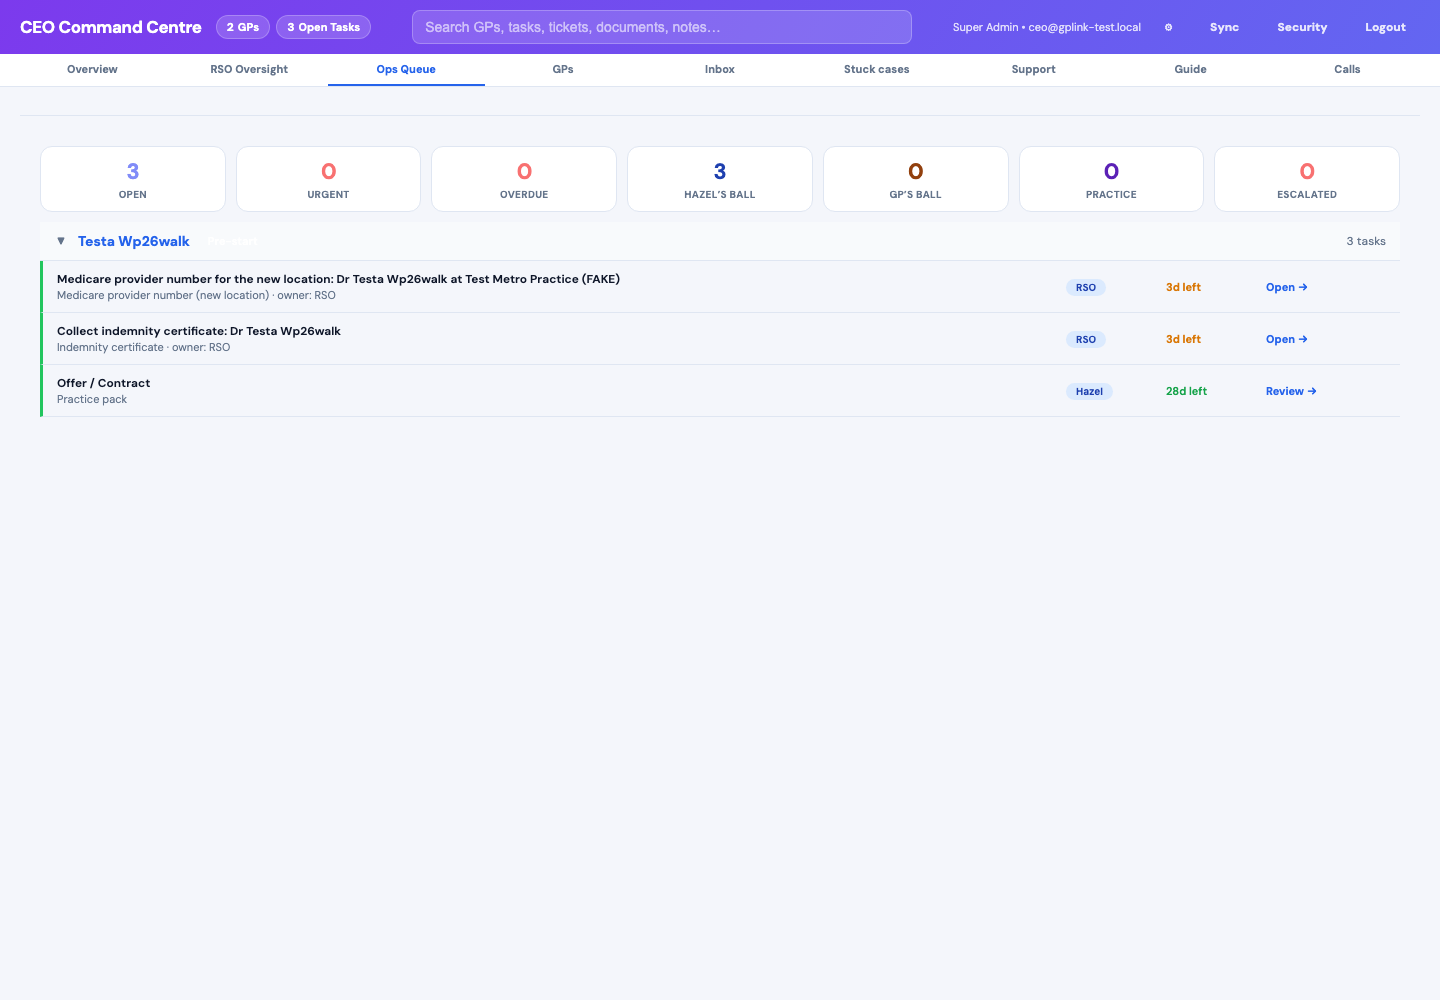 CEO Command Centre
2 GPs
3 Open Tasks
Search GPs, tasks, tickets, documents, notes...
Super Admin • ceo@gplink-test.local
⚙
Sync
Security
Logout
Overview
RSO Oversight
Ops Queue
GPs
Inbox
Stuck cases
Support
Guide
Calls
3
OPEN
0
URGENT
0
OVERDUE
3
HAZEL'S BALL
0
GP'S BALL
0
PRACTICE
0
ESCALATED
▼ Testa Wp26walk
3 tasks
Medicare provider number for the new location: Dr Testa Wp26walk at Test Metro Practice (FAKE)
Medicare provider number (new location) · owner: RSO
RSO
3d left
Open →
Collect indemnity certificate: Dr Testa Wp26walk
Indemnity certificate · owner: RSO
RSO
3d left
Open →
Offer / Contract
Practice pack
Hazel
28d left
Review →